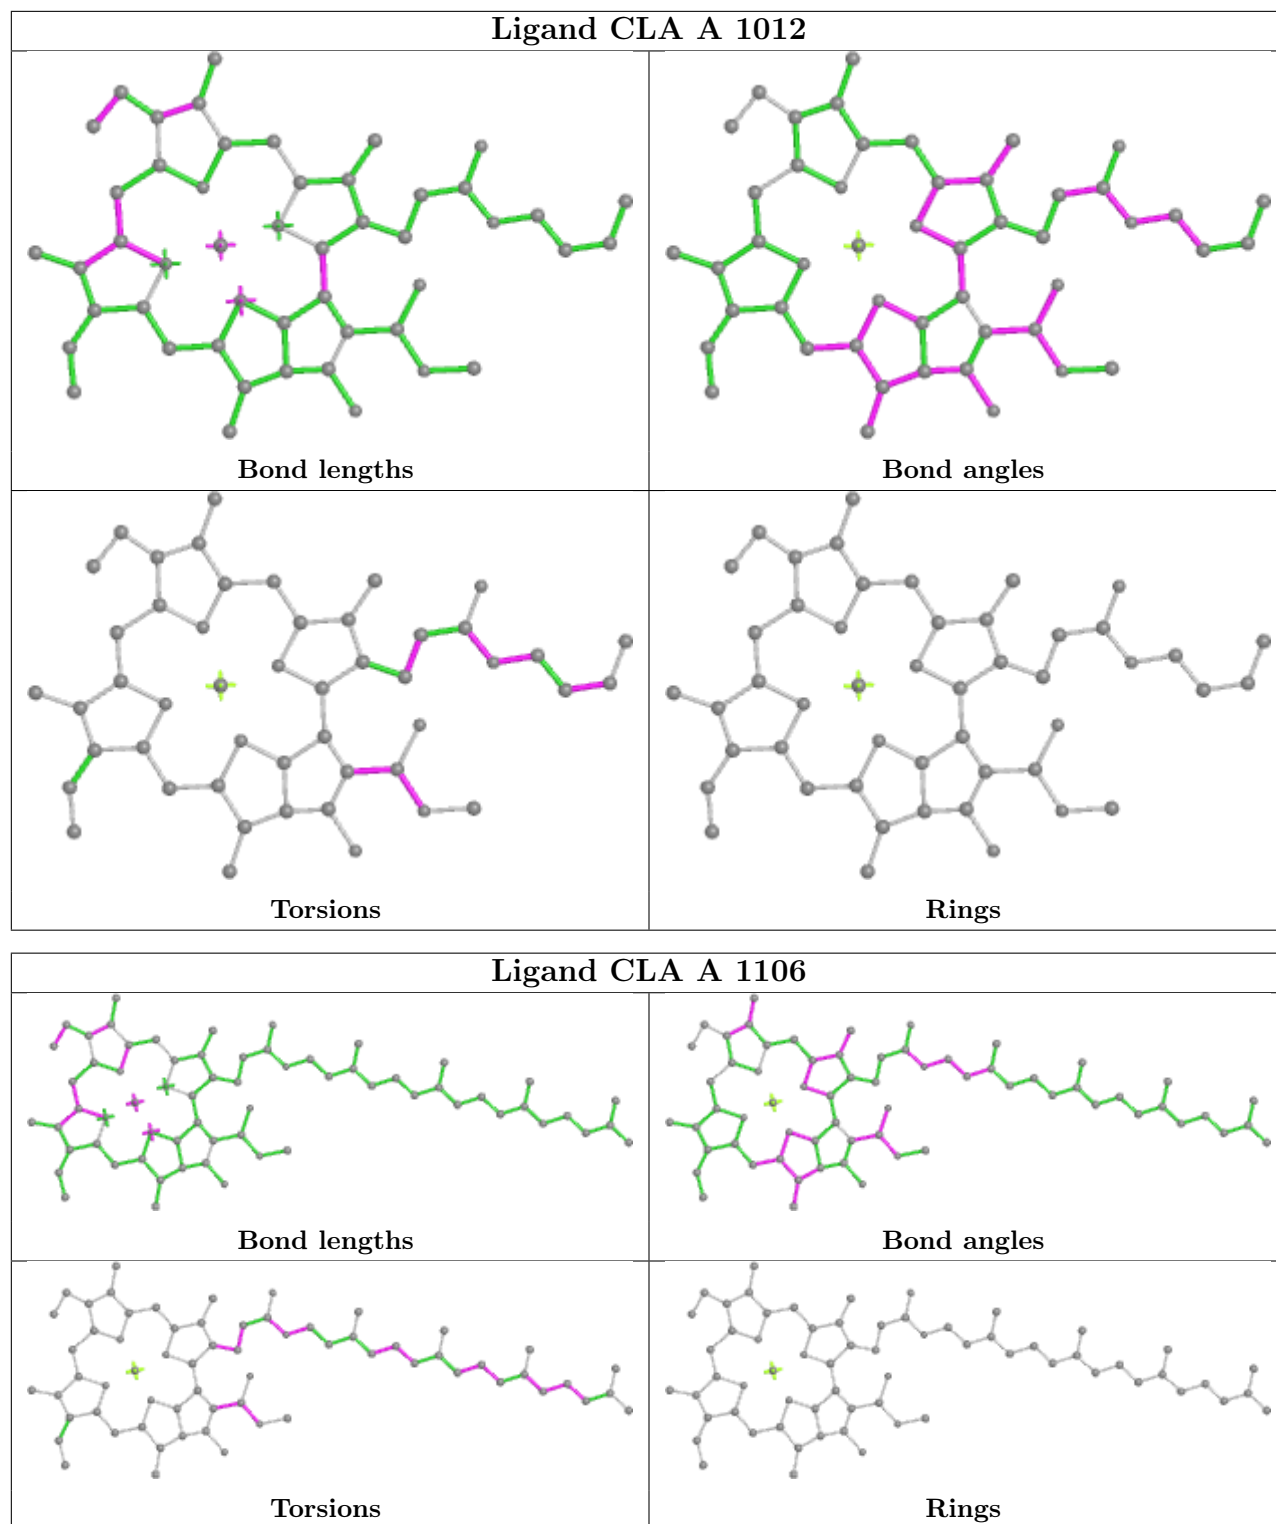 Ligand CLA A 1012
Bond lengths
Bond angles
Torsions
Rings
Ligand CLA A 1106
Bond lengths
Bond angles
Torsions
Rings